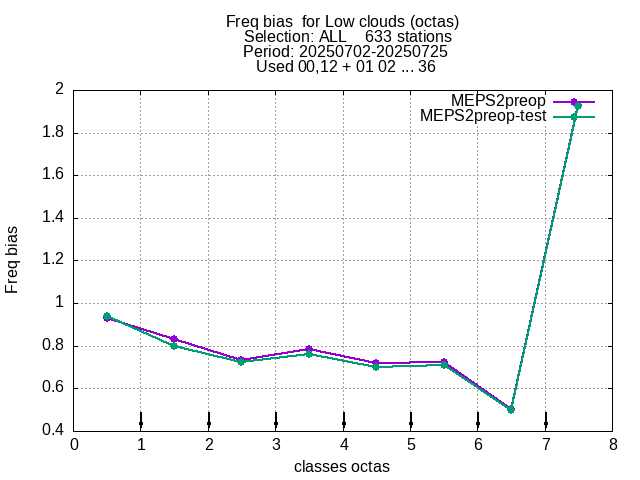 Freq bias  for Low clouds (octas)
Selection: ALL    633 stations
Period: 20250702-20250725
Used 00,12 + 01 02 ... 36
MEPS2preop
MEPS2preop-test
2
1.8
1.6
1.4
1.2
1
0.8
0.6
0.4
Freq bias
0 1 2 3 4 5 6 7 8
classes octas